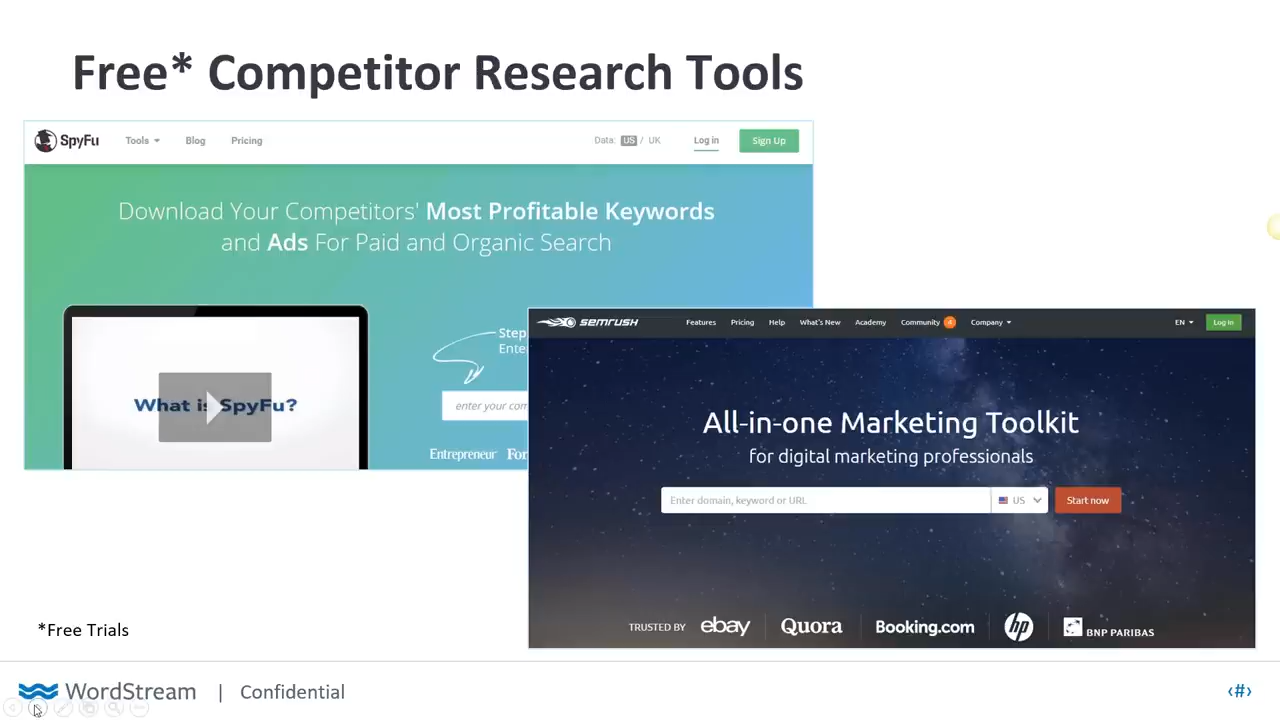 Free* Competitor Research Tools
SpyFu Tools Blog Pricing Data: US / UK Log in Sign Up
Download Your Competitors' Most Profitable Keywords
and Ads For Paid and Organic Search
What is SpyFu?
Step
Enter
enter your com
Entrepreneur For
SEMRUSH Features Pricing Help What's New Academy Community Company EN Log in
All-in-one Marketing Toolkit
for digital marketing professionals
Enter domain, keyword or URL US Start now
TRUSTED BY ebay Quora Booking.com hp BNP PARIBAS
*Free Trials
WordStream | Confidential ‹#›